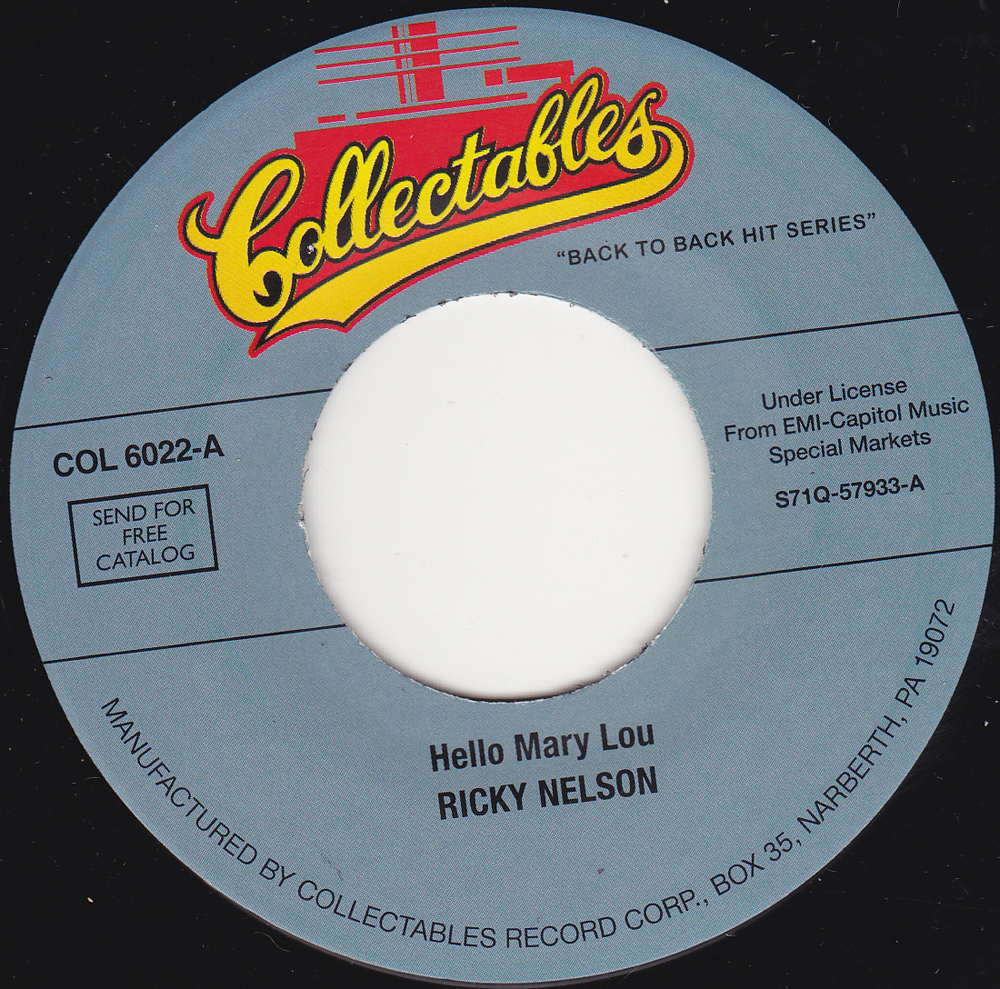 Collectables
"BACK TO BACK HIT SERIES"
COL 6022-A
SEND FOR
FREE
CATALOG
Under License
From EMI-Capitol Music
Special Markets
S71Q-57933-A
Hello Mary Lou
RICKY NELSON
MANUFACTURED BY COLLECTABLES RECORD CORP., BOX 35, NARBERTH, PA 19072